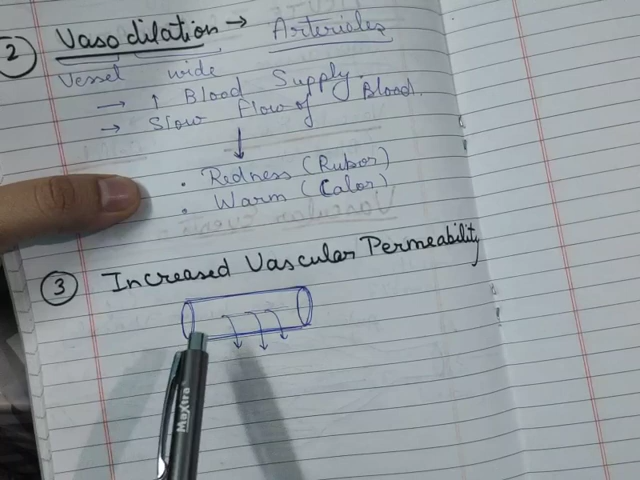 ② Vasodilation → Arterioles
Vessel wide
→ ↑ Blood Supply.
→ Slow flow of Blood.
↓
• Redness (Rubor)
• Warm (Calor)
③ Increased Vascular Permeability
Maxtra